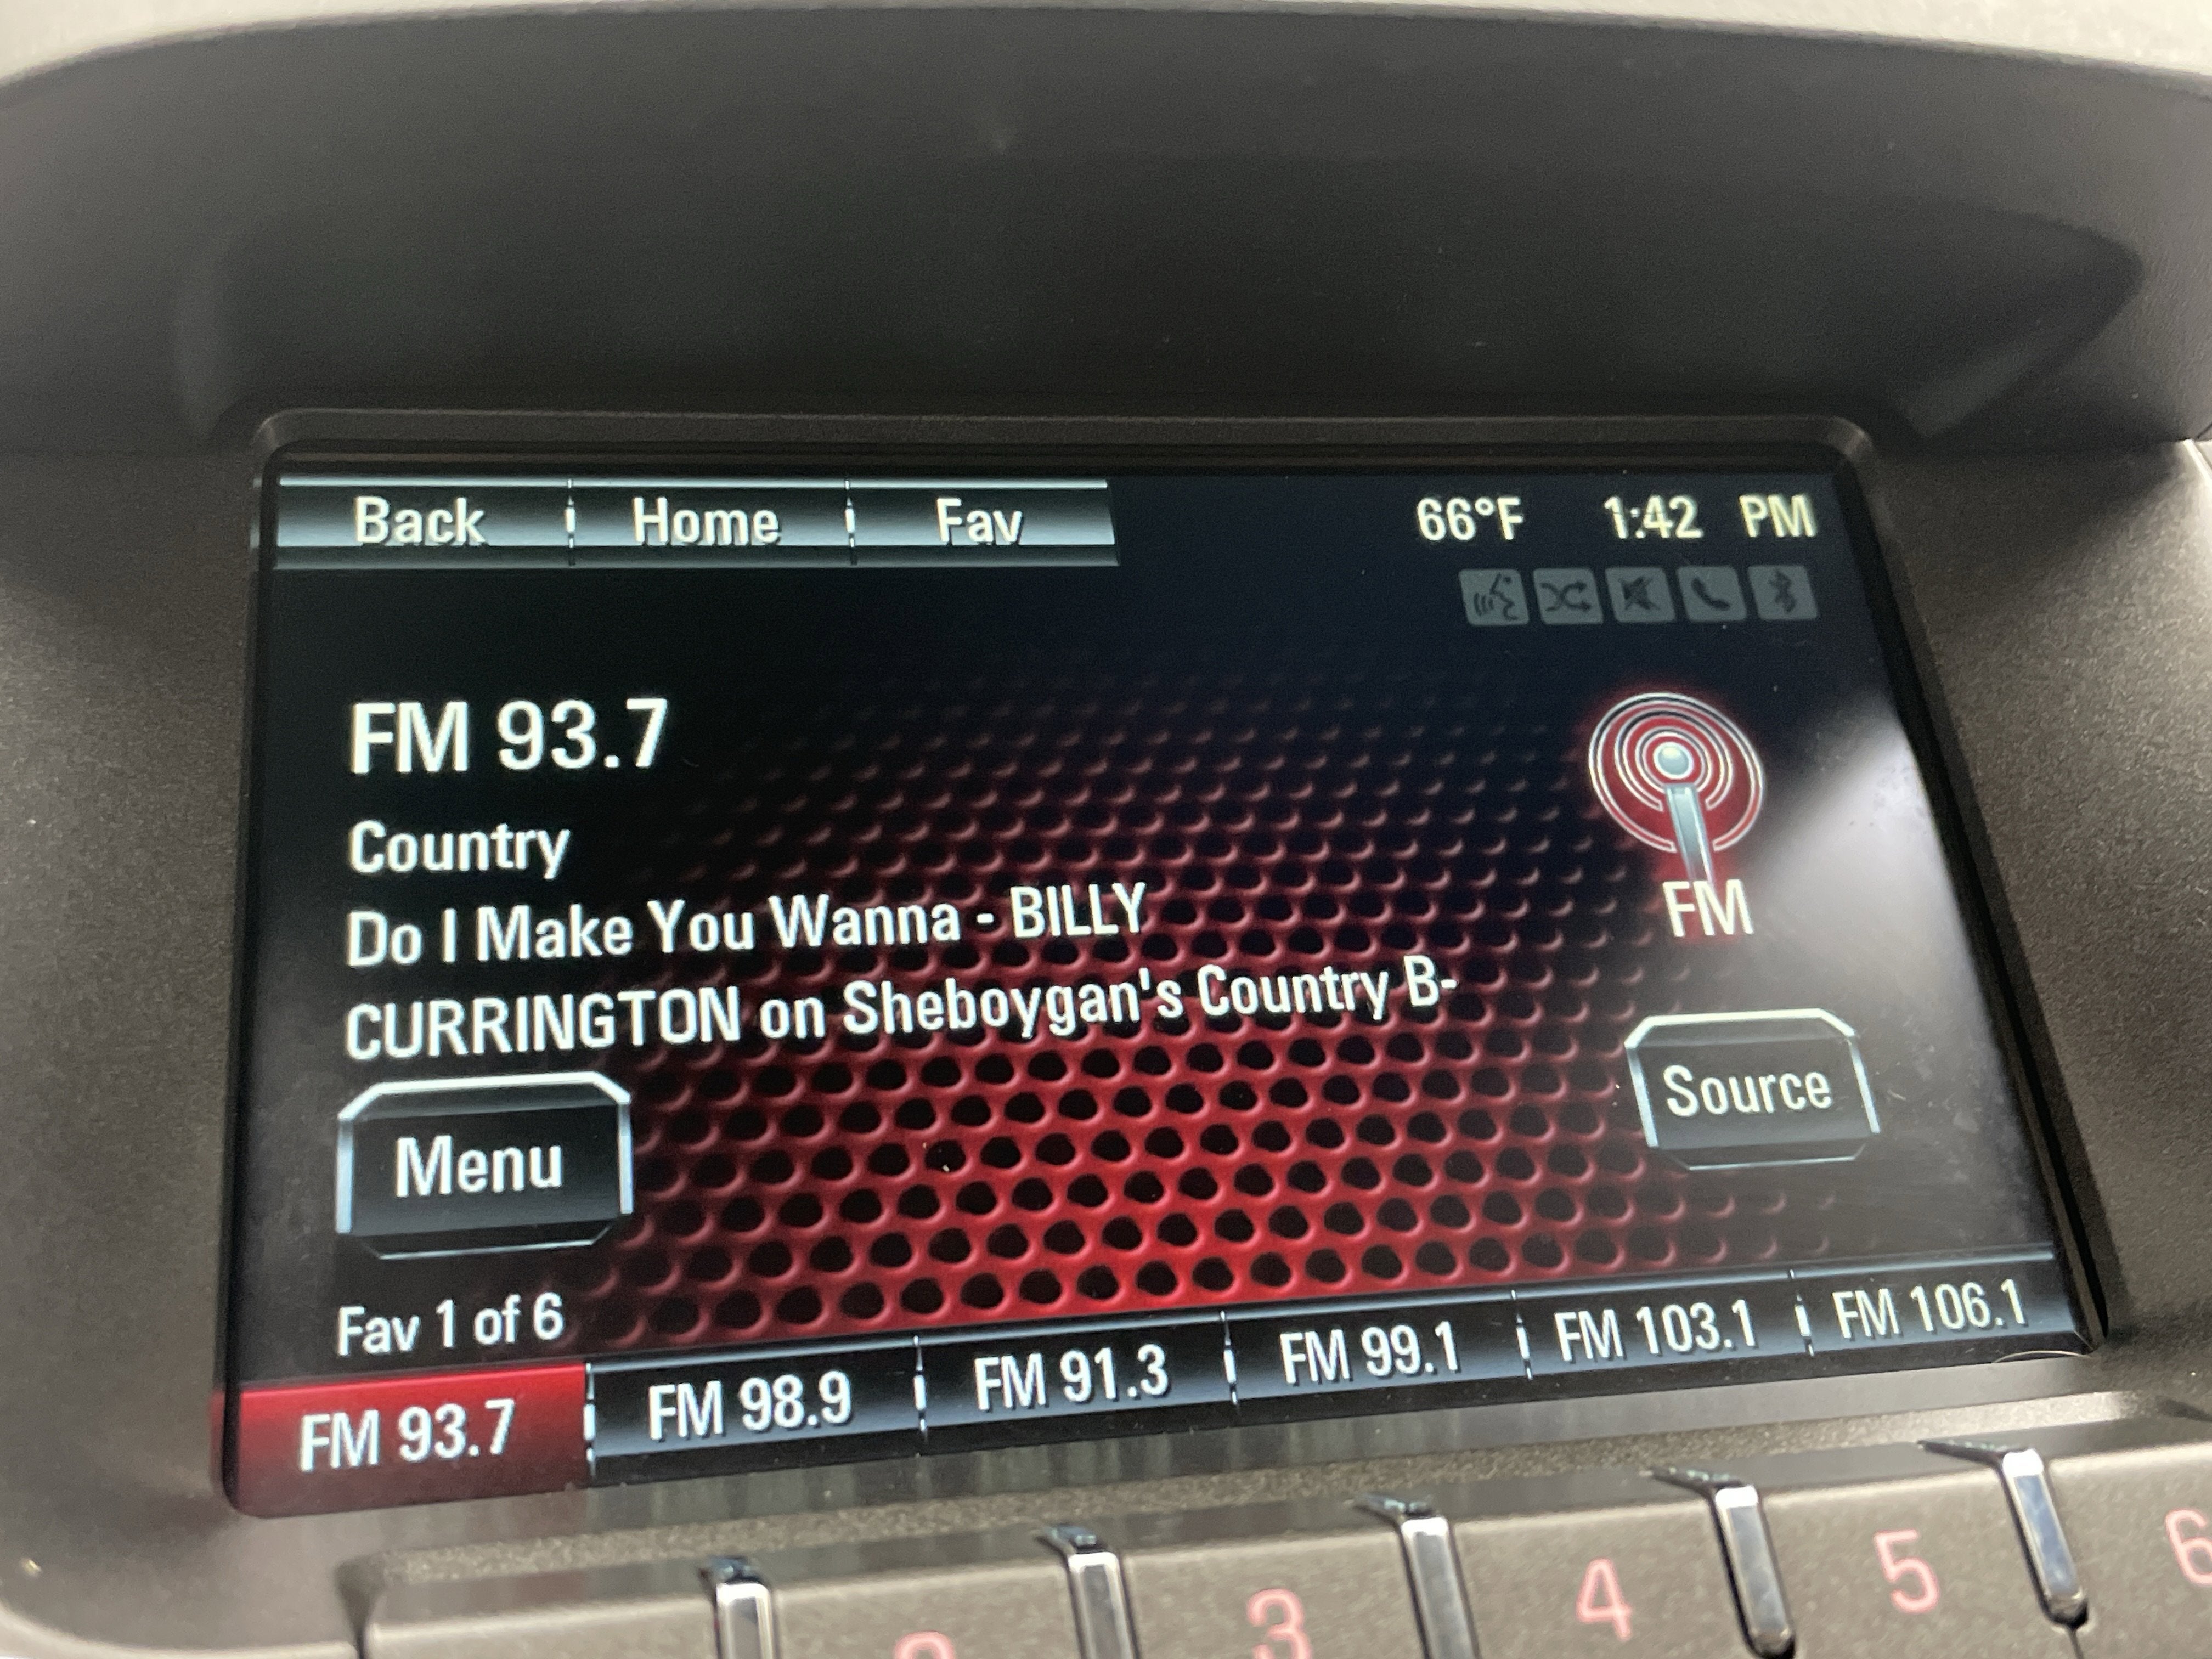 Back Home Fav 66°F 1:42 PM
FM 93.7
Country
Do I Make You Wanna - BILLY
CURRINGTON on Sheboygan's Country B-
FM
Source
Menu
Fav 1 of 6
FM 93.7 FM 98.9 FM 91.3 FM 99.1 FM 103.1 FM 106.1
2 3 4 5 6